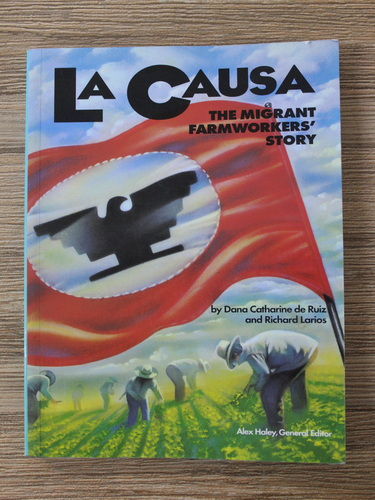 LA CAUSA
THE MIGRANT
FARMWORKERS'
STORY
by Dana Catharine de Ruiz
and Richard Larios
Alex Haley, General Editor